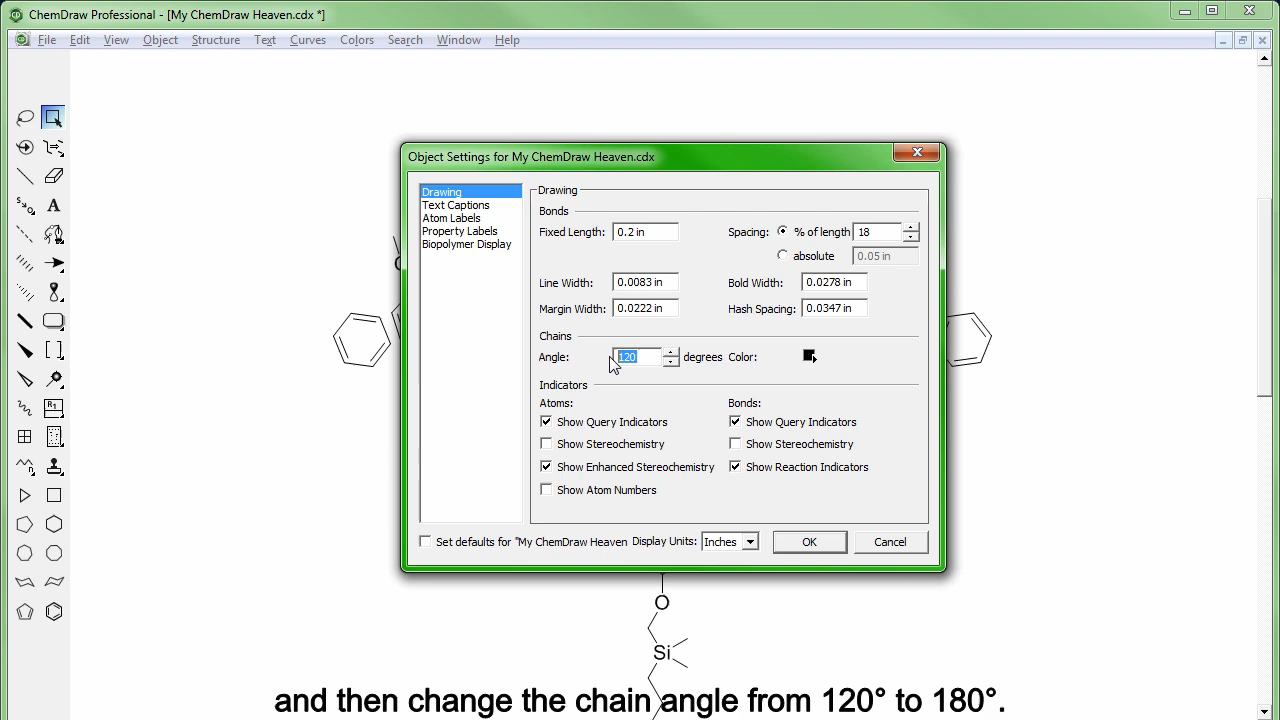 ChemDraw Professional - [My ChemDraw Heaven.cdx *]
File Edit View Object Structure Text Curves Colors Search Window Help
Object Settings for My ChemDraw Heaven.cdx
Drawing
Text Captions
Atom Labels
Property Labels
Biopolymer Display
Drawing
Bonds
Fixed Length: 0.2 in Spacing: % of length 18
absolute 0.05 in
Line Width: 0.0083 in Bold Width: 0.0278 in
Margin Width: 0.0222 in Hash Spacing: 0.0347 in
Chains
Angle: 120 degrees Color:
Indicators
Atoms: Bonds:
Show Query Indicators Show Query Indicators
Show Stereochemistry Show Stereochemistry
Show Enhanced Stereochemistry Show Reaction Indicators
Show Atom Numbers
Set defaults for "My ChemDraw Heaven Display Units: Inches OK Cancel
A
R1
O
Si
and then change the chain angle from 120° to 180°.